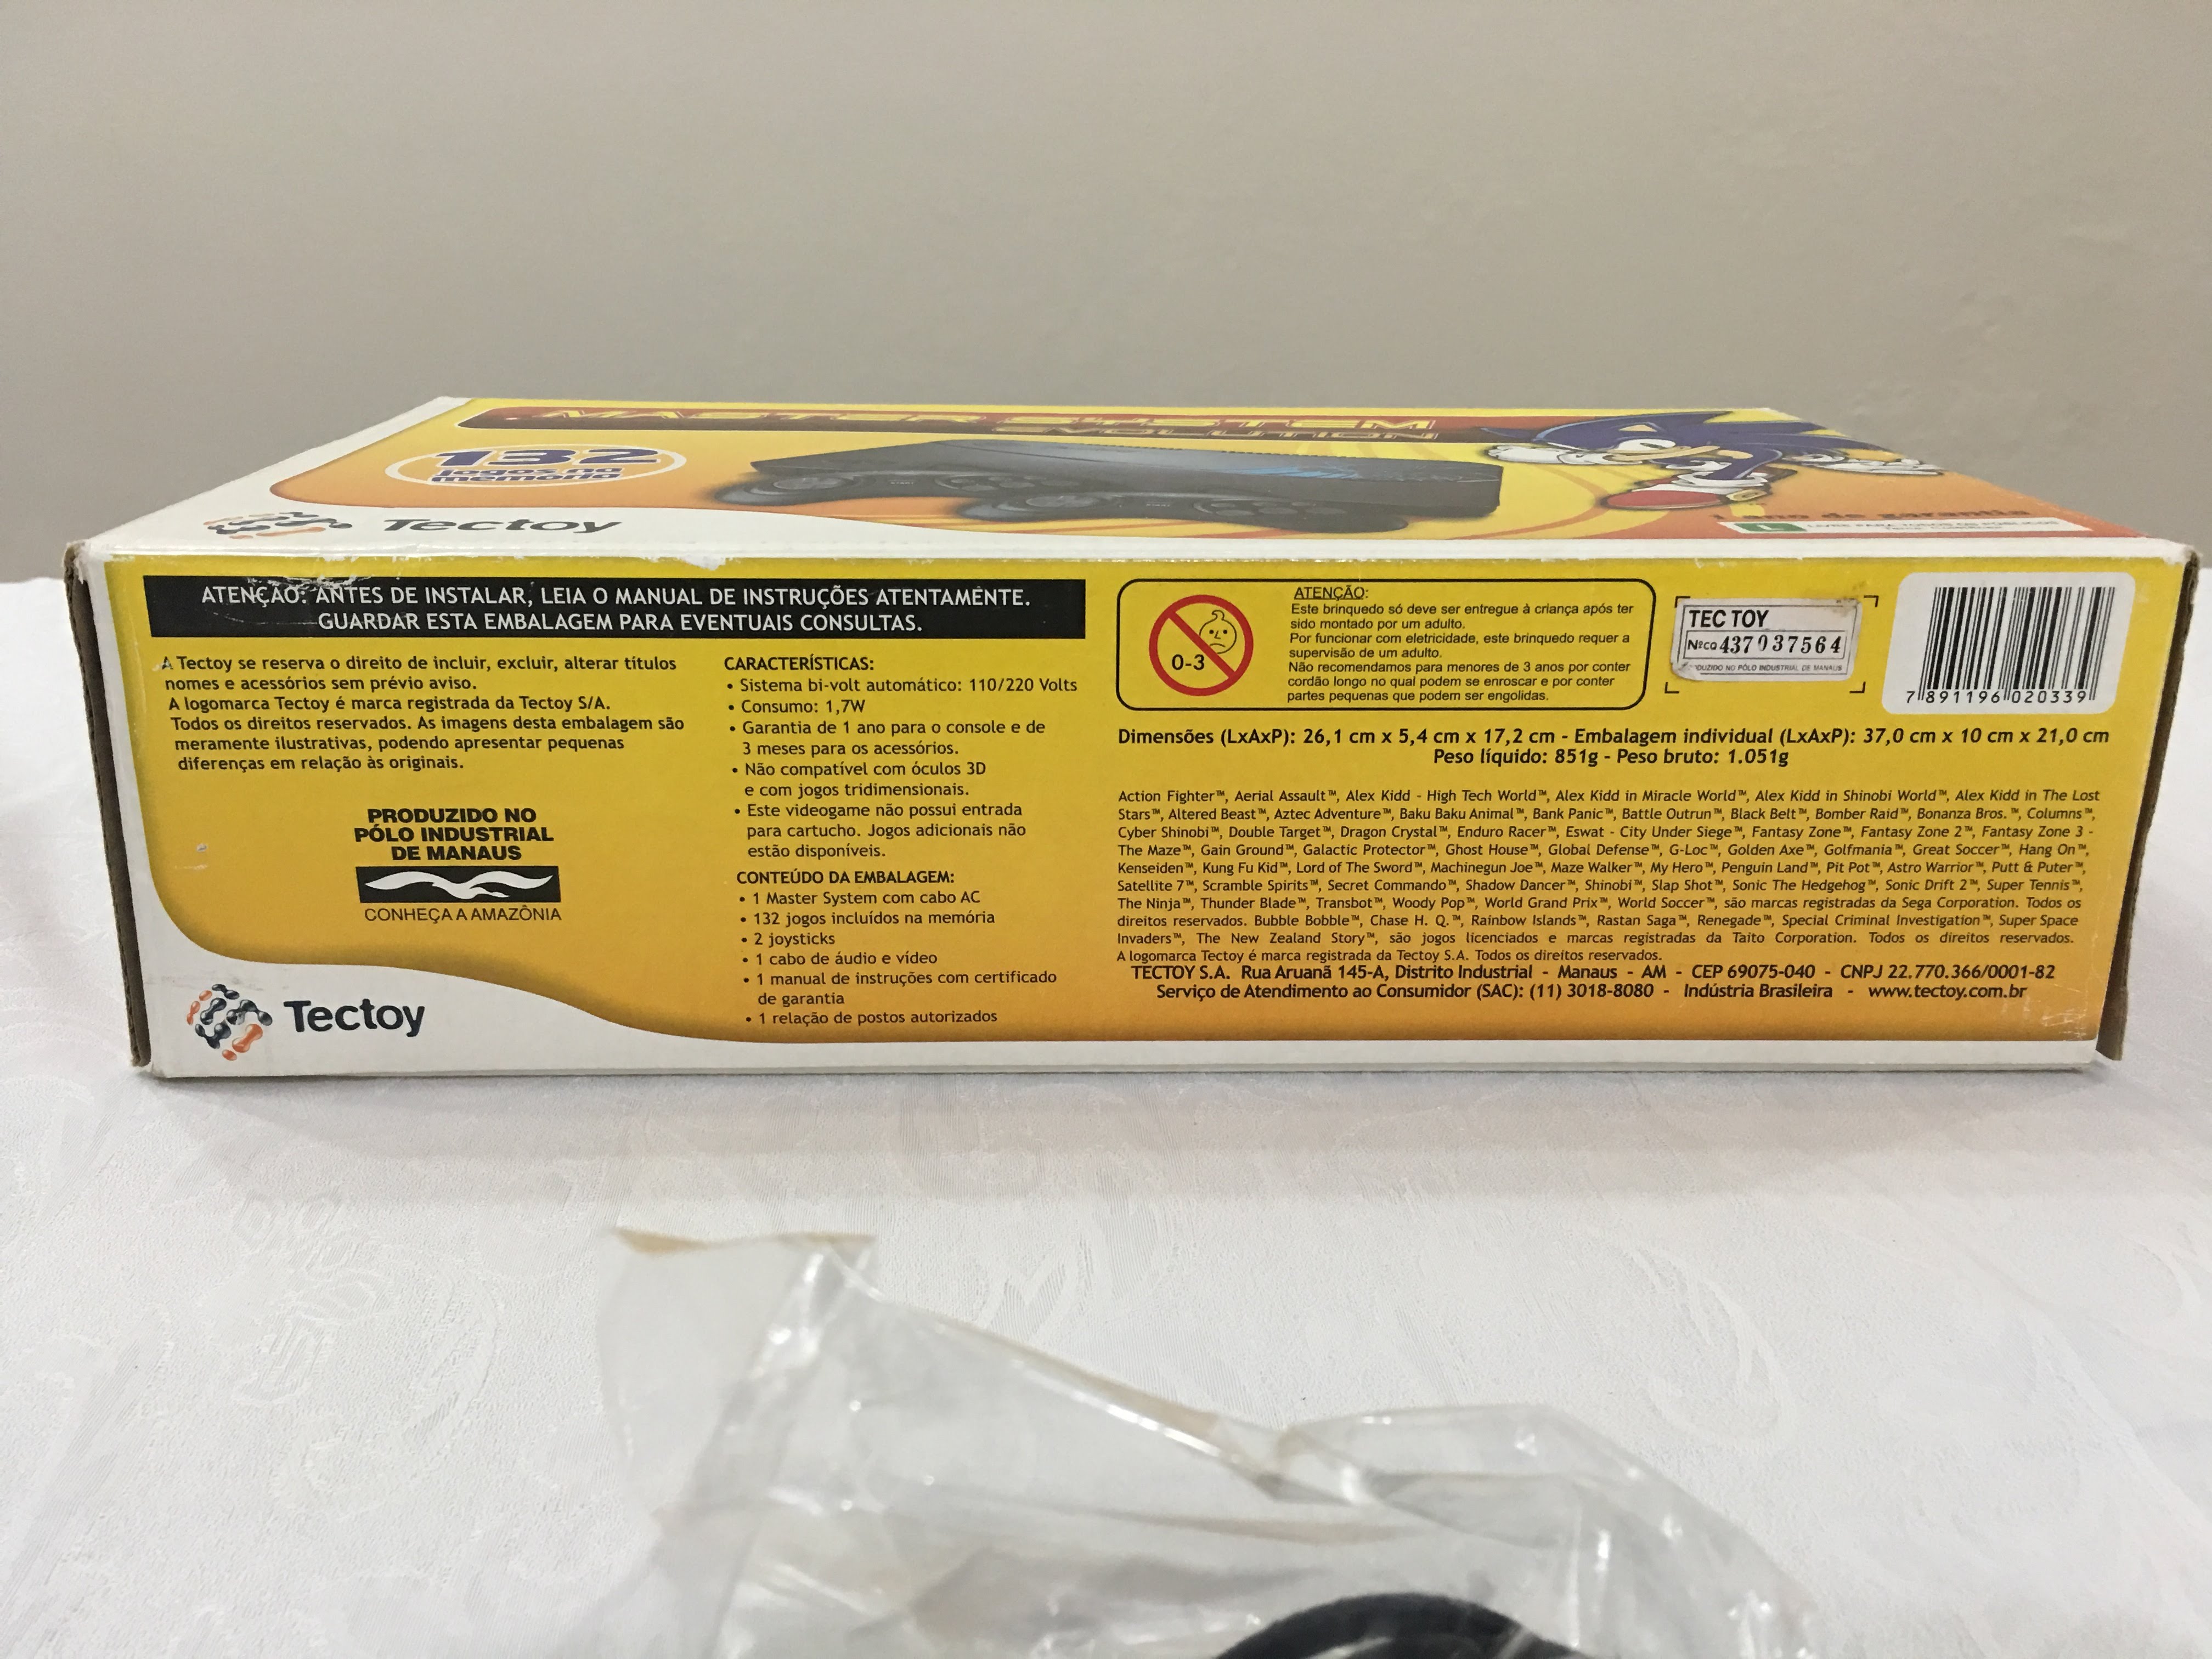 MASTER SYSTEM
EVOLUTION
132
jogos na
memória
Tectoy
1 ano de garantia
L LIVRE PARA TODOS OS PÚBLICOS
ATENÇÃO: ANTES DE INSTALAR, LEIA O MANUAL DE INSTRUÇÕES ATENTAMENTE.
GUARDAR ESTA EMBALAGEM PARA EVENTUAIS CONSULTAS.
A Tectoy se reserva o direito de incluir, excluir, alterar títulos
nomes e acessórios sem prévio aviso.
A logomarca Tectoy é marca registrada da Tectoy S/A.
Todos os direitos reservados. As imagens desta embalagem são
meramente ilustrativas, podendo apresentar pequenas
diferenças em relação às originais.
PRODUZIDO NO
PÓLO INDUSTRIAL
DE MANAUS
CONHEÇA A AMAZÔNIA
Tectoy
CARACTERÍSTICAS:
• Sistema bi-volt automático: 110/220 Volts
• Consumo: 1,7W
• Garantia de 1 ano para o console e de
3 meses para os acessórios.
• Não compatível com óculos 3D
e com jogos tridimensionais.
• Este videogame não possui entrada
para cartucho. Jogos adicionais não
estão disponíveis.
CONTEÚDO DA EMBALAGEM:
• 1 Master System com cabo AC
• 132 jogos incluídos na memória
• 2 joysticks
• 1 cabo de áudio e vídeo
• 1 manual de instruções com certificado
de garantia
• 1 relação de postos autorizados
0-3
ATENÇÃO:
Este brinquedo só deve ser entregue à criança após ter
sido montado por um adulto.
Por funcionar com eletricidade, este brinquedo requer a
supervisão de um adulto.
Não recomendamos para menores de 3 anos por conter
cordão longo no qual podem se enroscar e por conter
partes pequenas que podem ser engolidas.
TEC TOY
Nº CQ 437037564
PRODUZIDO NO PÓLO INDUSTRIAL DE MANAUS
7 891196 020339
Dimensões (LxAxP): 26,1 cm x 5,4 cm x 17,2 cm - Embalagem individual (LxAxP): 37,0 cm x 10 cm x 21,0 cm
Peso líquido: 851g - Peso bruto: 1.051g
Action Fighter™, Aerial Assault™, Alex Kidd - High Tech World™, Alex Kidd in Miracle World™, Alex Kidd in Shinobi World™, Alex Kidd in The Lost
Stars™, Altered Beast™, Aztec Adventure™, Baku Baku Animal™, Bank Panic™, Battle Outrun™, Black Belt™, Bomber Raid™, Bonanza Bros. ™, Columns™,
Cyber Shinobi™, Double Target™, Dragon Crystal™, Enduro Racer™, Eswat - City Under Siege™, Fantasy Zone™, Fantasy Zone 2™, Fantasy Zone 3 -
The Maze™, Gain Ground™, Galactic Protector™, Ghost House™, Global Defense™, G-Loc™, Golden Axe™, Golfmania™, Great Soccer™, Hang On™,
Kenseiden™, Kung Fu Kid™, Lord of The Sword™, Machinegun Joe™, Maze Walker™, My Hero™, Penguin Land™, Pit Pot™, Astro Warrior™, Putt & Puter™,
Satellite 7™, Scramble Spirits™, Secret Commando™, Shadow Dancer™, Shinobi™, Slap Shot™, Sonic The Hedgehog™, Sonic Drift 2™, Super Tennis™,
The Ninja™, Thunder Blade™, Transbot™, Woody Pop™, World Grand Prix™, World Soccer™, são marcas registradas da Sega Corporation. Todos os
direitos reservados. Bubble Bobble™, Chase H. Q.™, Rainbow Islands™, Rastan Saga™, Renegade™, Special Criminal Investigation™, Super Space
Invaders™, The New Zealand Story™, são jogos licenciados e marcas registradas da Taito Corporation. Todos os direitos reservados.
A logomarca Tectoy é marca registrada da Tectoy S.A. Todos os direitos reservados.
TECTOY S.A. Rua Aruanã 145-A, Distrito Industrial - Manaus - AM - CEP 69075-040 - CNPJ 22.770.366/0001-82
Serviço de Atendimento ao Consumidor (SAC): (11) 3018-8080 - Indústria Brasileira - www.tectoy.com.br